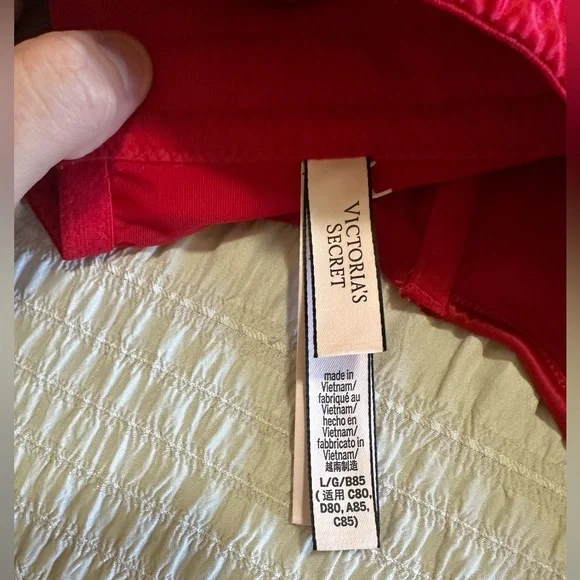 VICTORIA'S
SECRET
made in
Vietnam/
fabriqué au
Vietnam/
hecho en
Vietnam/
fabbricato in
Vietnam/
越南制造
L/G/B85
(适用 C80,
D80, A85,
C85)